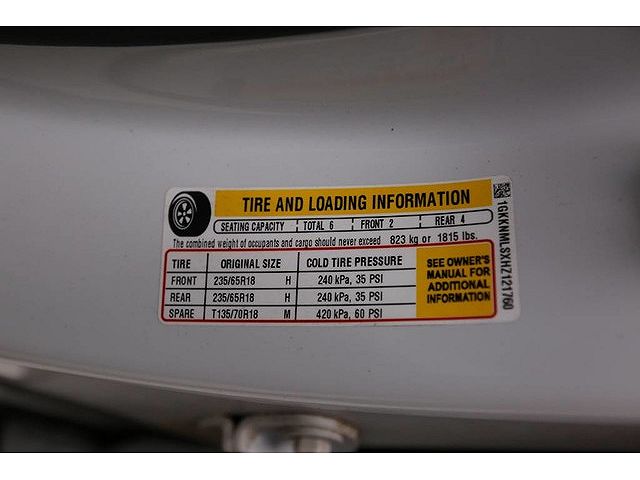 TIRE AND LOADING INFORMATION
SEATING CAPACITY TOTAL 6 FRONT 2 REAR 4
The combined weight of occupants and cargo should never exceed 823 kg or 1815 lbs.
TIRE ORIGINAL SIZE COLD TIRE PRESSURE
FRONT 235/65R18 H 240 kPa, 35 PSI
REAR 235/65R18 H 240 kPa, 35 PSI
SPARE T135/70R18 M 420 kPa, 60 PSI
SEE OWNER'S
MANUAL FOR
ADDITIONAL
INFORMATION
1GKKNMLSXHZ121760